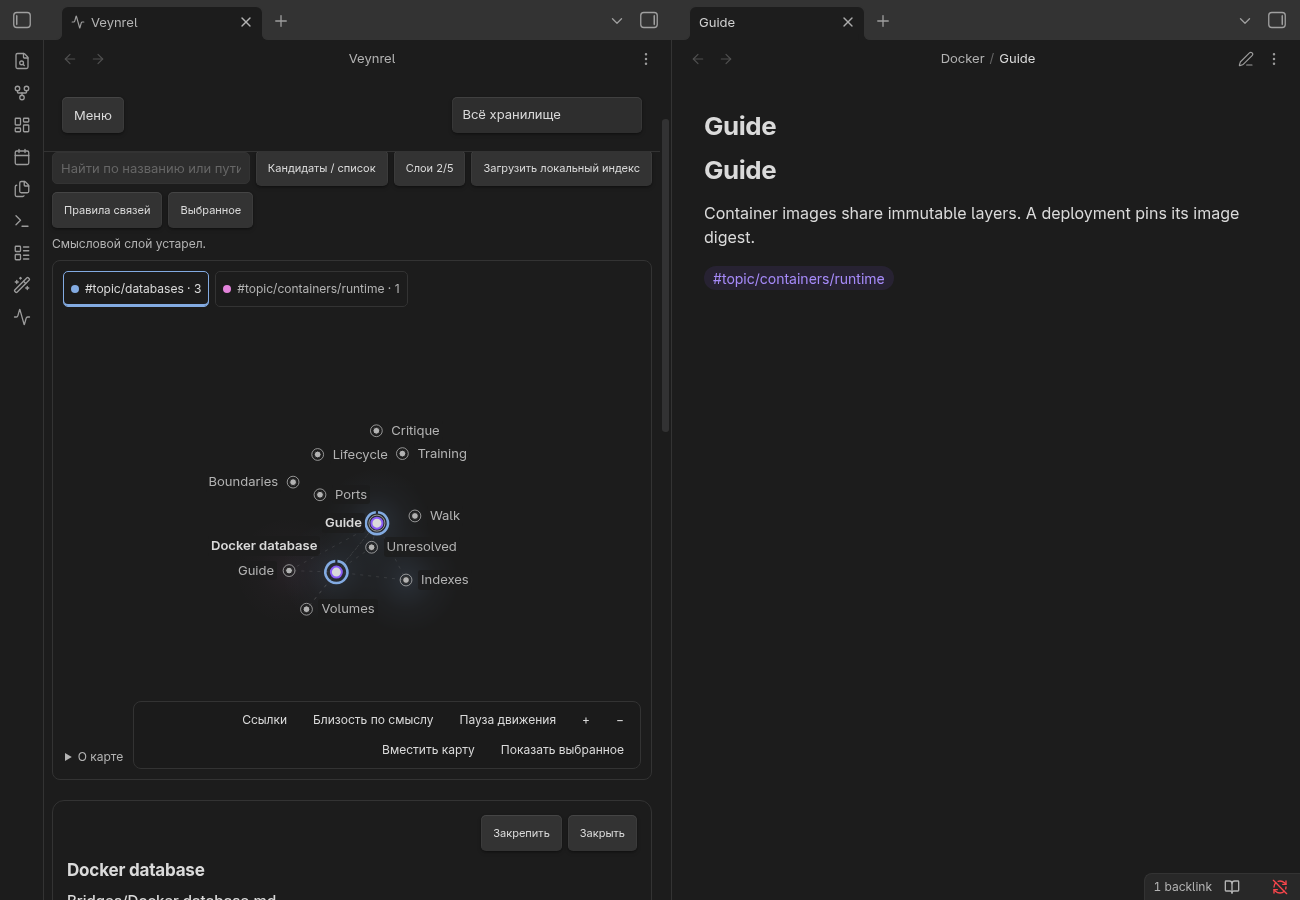 Veynrel
Guide
Veynrel
Docker / Guide
Меню
Всё хранилище
Найти по названию или пути
Кандидаты / список
Слои 2/5
Загрузить локальный индекс
Правила связей
Выбранное
Смысловой слой устарел.
#topic/databases · 3
#topic/containers/runtime · 1
Critique
Lifecycle
Training
Boundaries
Ports
Walk
Guide
Docker database
Unresolved
Guide
Indexes
Volumes
Ссылки
Близость по смыслу
Пауза движения
+
−
Вместить карту
Показать выбранное
О карте
Закрепить
Закрыть
Docker database
Bridges/Docker database.md
Guide
Guide
Container images share immutable layers. A deployment pins its image
digest.
#topic/containers/runtime
1 backlink